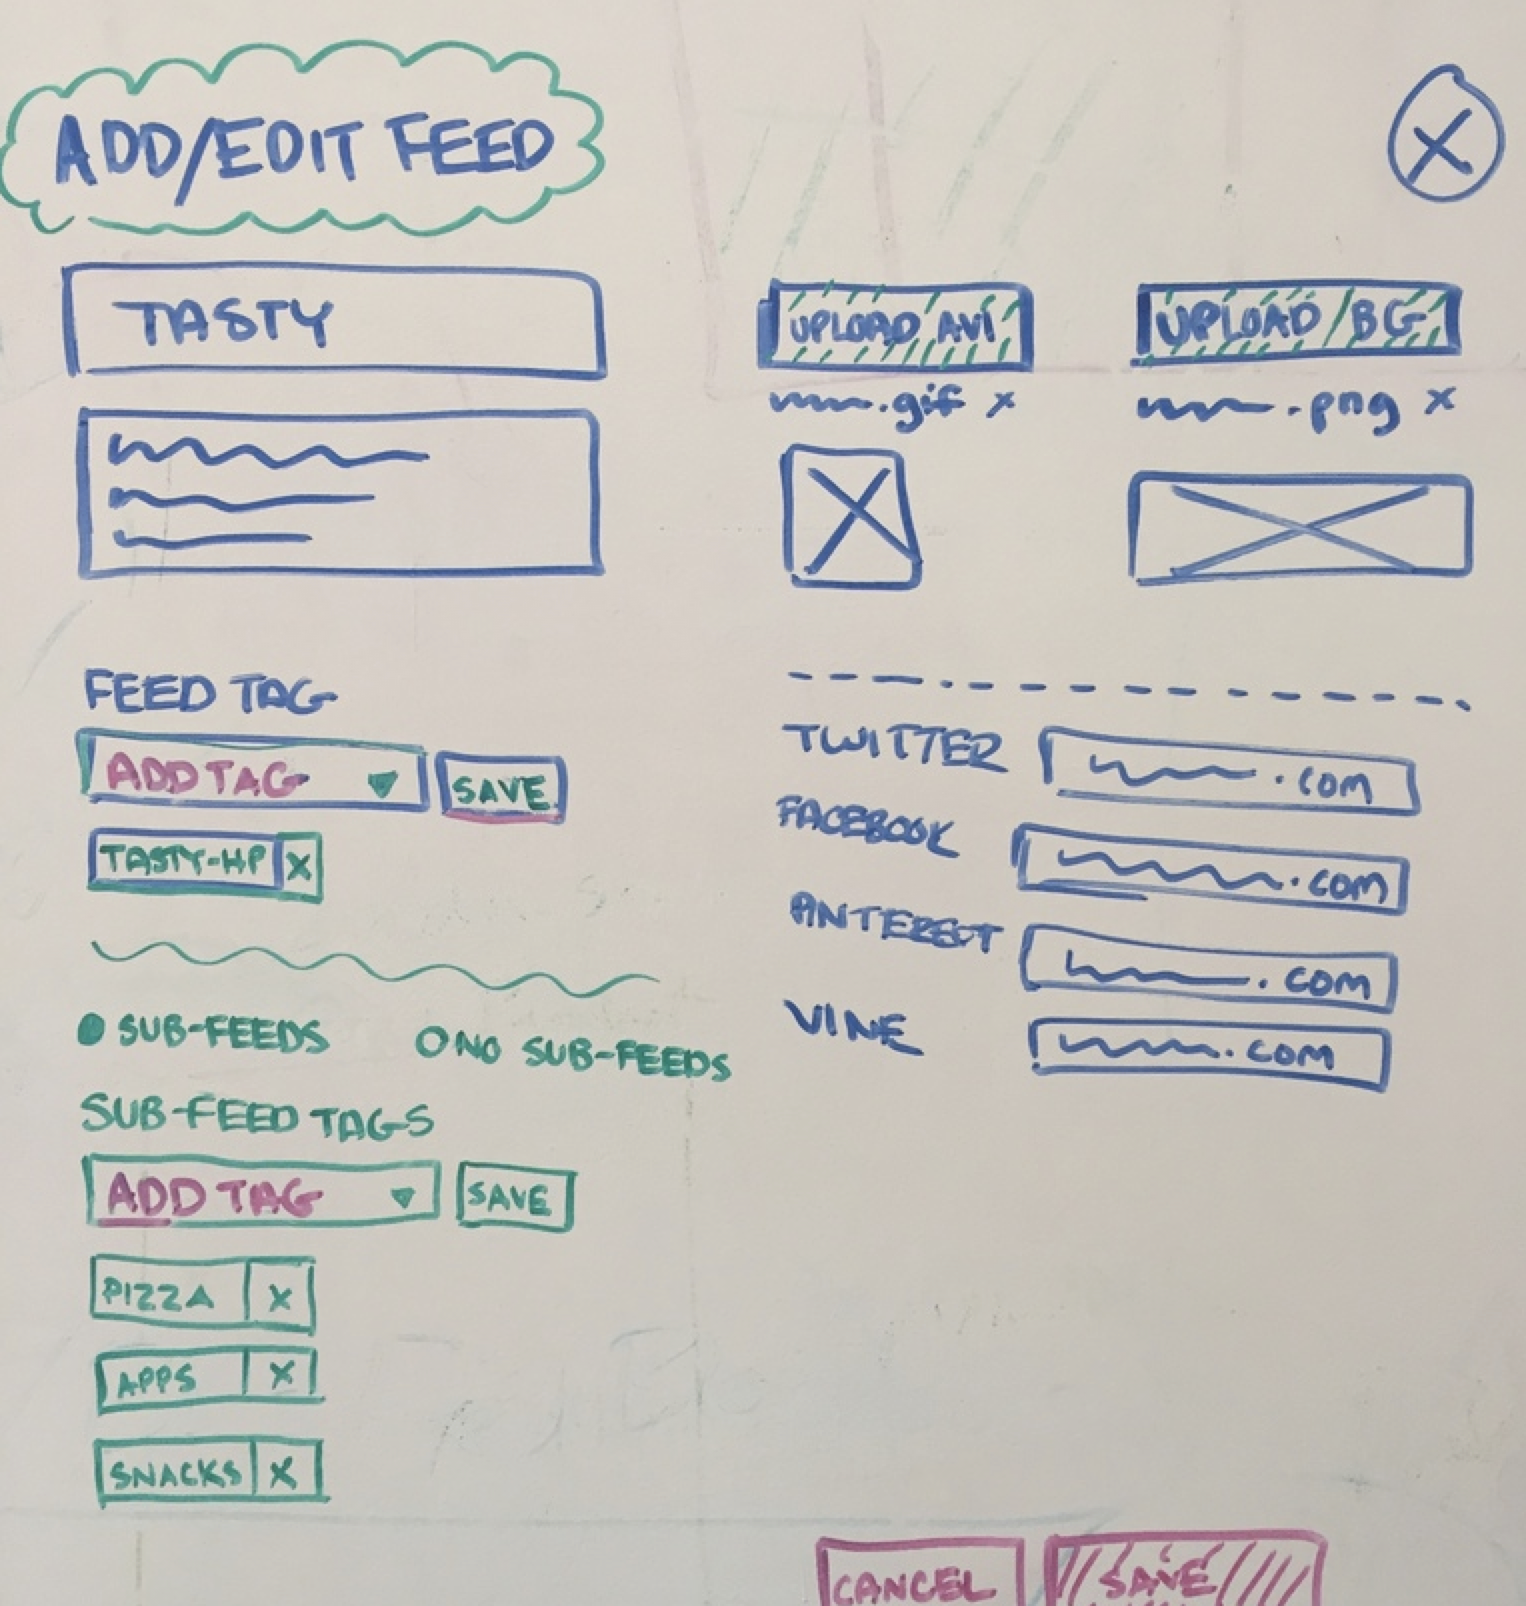 ADD/EDIT FEED
X
TASTY
UPLOAD AVI
UPLOAD/BG
.gif x
.png x
FEED TAG
ADD TAG
SAVE
TASTY-HP X
SUB-FEEDS
NO SUB-FEEDS
SUB-FEED TAGS
ADD TAG
SAVE
PIZZA X
APPS X
SNACKS X
TWITTER .com
FACEBOOK .com
PINTEREST .com
VINE .com
CANCEL
SAVE